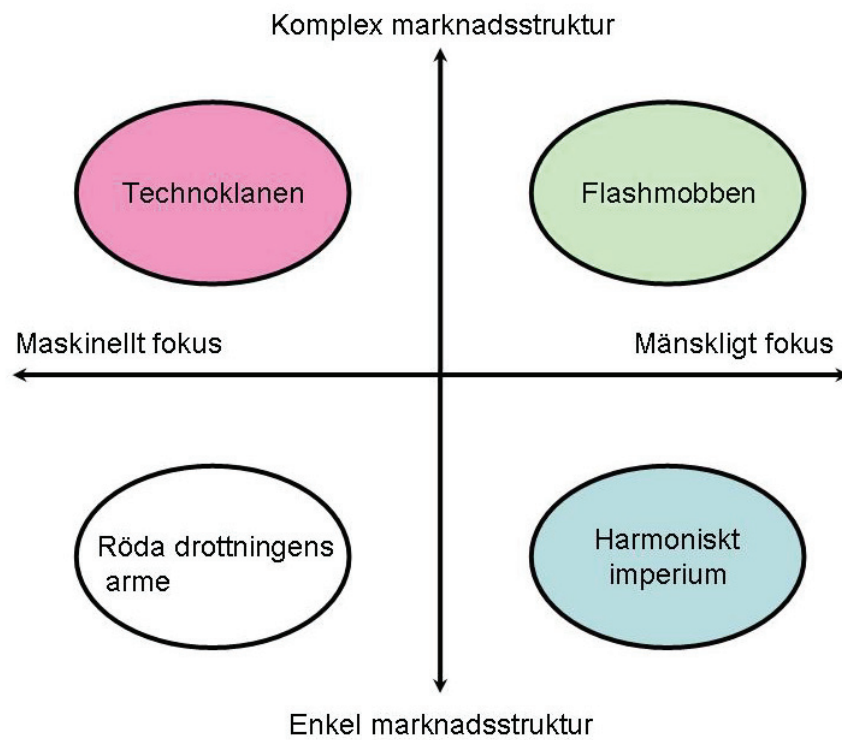 Komplex marknadsstruktur
Technoklanen
Flashmobben
Maskinellt fokus
Mänskligt fokus
Röda drottningens
arme
Harmoniskt
imperium
Enkel marknadsstruktur